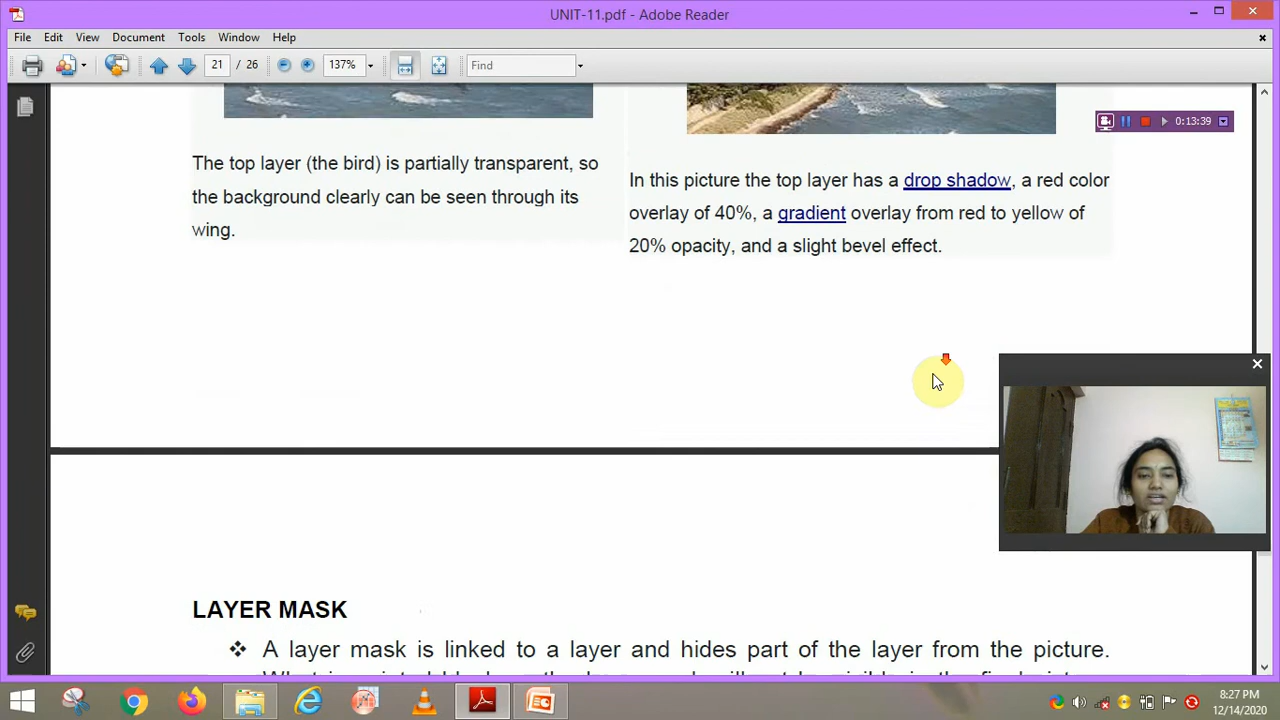 UNIT-11.pdf - Adobe Reader
File Edit View Document Tools Window Help
21 / 26 137% Find
0:13:39
The top layer (the bird) is partially transparent, so
the background clearly can be seen through its
wing.
In this picture the top layer has a drop shadow, a red color
overlay of 40%, a gradient overlay from red to yellow of
20% opacity, and a slight bevel effect.
LAYER MASK
❖ A layer mask is linked to a layer and hides part of the layer from the picture.
8:27 PM
12/14/2020